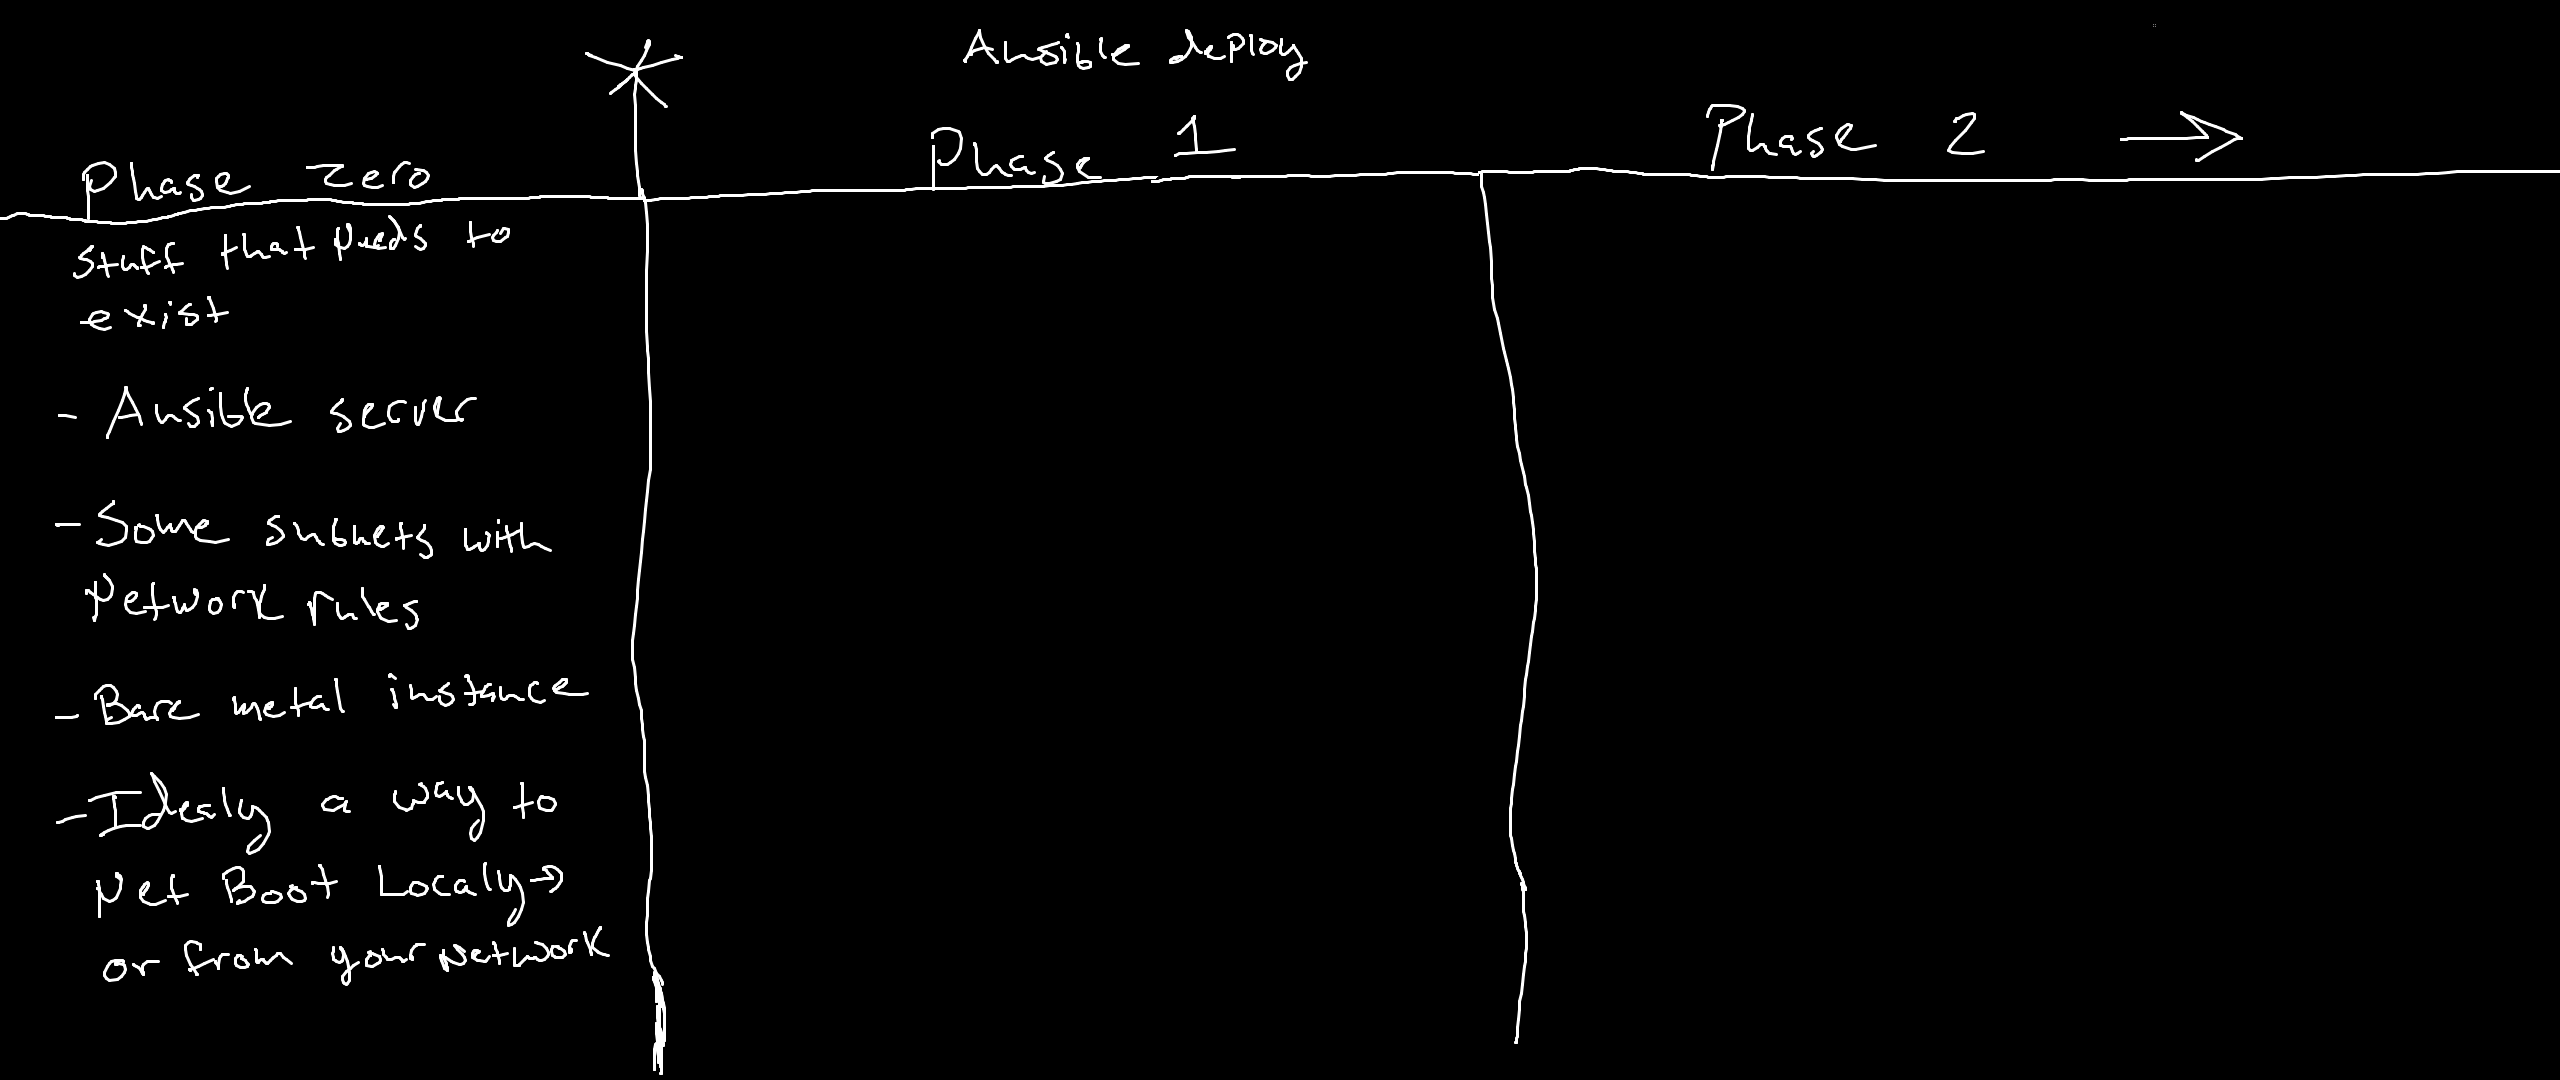 Ansible deploy
Phase zero
Phase 1
Phase 2 →
Stuff that Needs to
exist
- Ansible server
- Some subnets with
Network rules
- Bare metal instance
- Idealy a way to
Net Boot Localy →
or from your Network